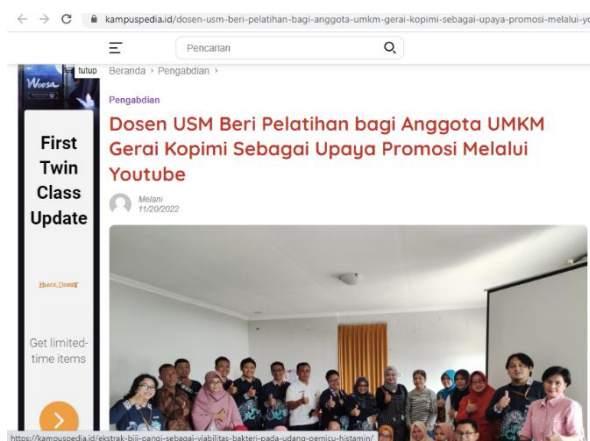 kampuspedia.id/dosen-usm-beri-pelatihan-bagi-anggota-umkm-gerai-kopimi-sebagai-upaya-promosi-melalui-yo
Pencarian
tutup
Beranda › Pengabdian ›
Woosa
Pengabdian
Dosen USM Beri Pelatihan bagi Anggota UMKM
Gerai Kopimi Sebagai Upaya Promosi Melalui
Youtube
Melani
11/20/2022
First
Twin
Class
Update
BLACK DESERT
Get limited-
time items
https://kampuspedia.id/ekstrak-biji-pangi-sebagai-viabilitas-bakteri-pada-udang-pemicu-histamin/